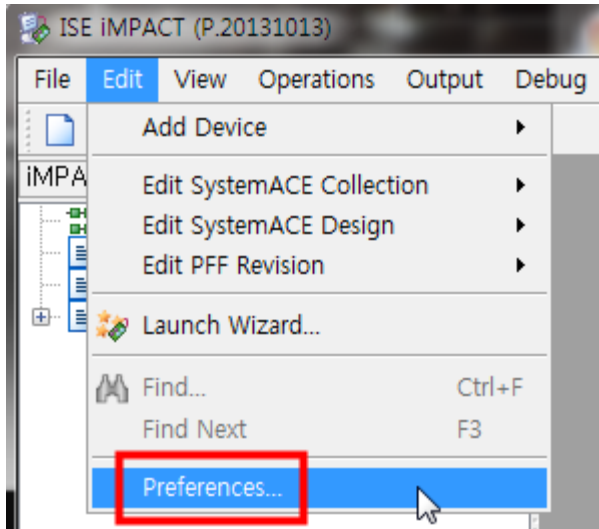 ISE iMPACT (P.20131013)
File Edit View Operations Output Debug
Add Device
iMPA
Edit SystemACE Collection
Edit SystemACE Design
Edit PFF Revision
Launch Wizard...
Find... Ctrl+F
Find Next F3
Preferences...